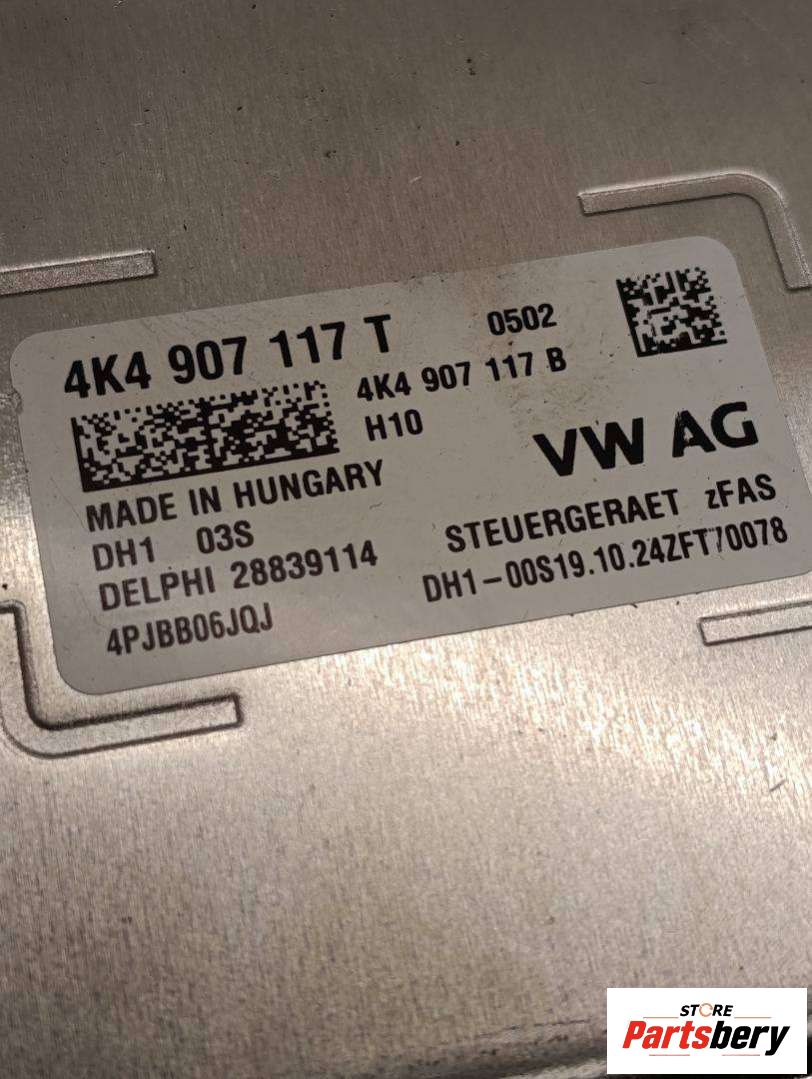 4K4 907 117 T
0502
4K4 907 117 B
H10
VW AG
MADE IN HUNGARY
DH1 03S
STEUERGERAET zFAS
DELPHI 28839114
DH1-00S19.10.24ZFT70078
4PJBB06JQJ
STORE
Partsbery